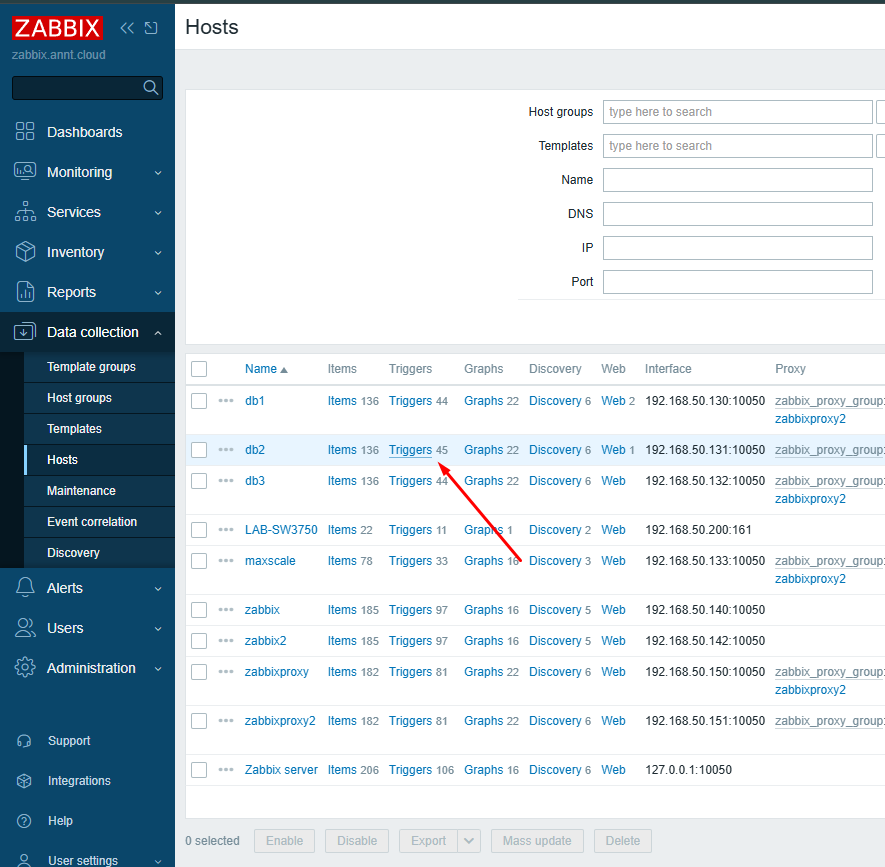 ZABBIX
zabbix.annt.cloud
Dashboards
Monitoring
Services
Inventory
Reports
Data collection
Template groups
Host groups
Templates
Hosts
Maintenance
Event correlation
Discovery
Alerts
Users
Administration
Support
Integrations
Help
User settings
Hosts
Host groups type here to search
Templates type here to search
Name
DNS
IP
Port
Name Items Triggers Graphs Discovery Web Interface Proxy
db1 Items 136 Triggers 44 Graphs 22 Discovery 6 Web 2 192.168.50.130:10050 zabbix_proxy_group:
zabbixproxy2
db2 Items 136 Triggers 45 Graphs 22 Discovery 6 Web 1 192.168.50.131:10050 zabbix_proxy_group:
db3 Items 136 Triggers 44 Graphs 22 Discovery 6 Web 192.168.50.132:10050 zabbix_proxy_group:
zabbixproxy2
LAB-SW3750 Items 22 Triggers 11 Graphs 1 Discovery 2 Web 192.168.50.200:161
maxscale Items 78 Triggers 33 Graphs 16 Discovery 3 Web 192.168.50.133:10050 zabbix_proxy_group:
zabbixproxy2
zabbix Items 185 Triggers 97 Graphs 16 Discovery 5 Web 192.168.50.140:10050
zabbix2 Items 185 Triggers 97 Graphs 16 Discovery 5 Web 192.168.50.142:10050
zabbixproxy Items 182 Triggers 81 Graphs 22 Discovery 6 Web 192.168.50.150:10050 zabbix_proxy_group:
zabbixproxy2
zabbixproxy2 Items 182 Triggers 81 Graphs 22 Discovery 6 Web 192.168.50.151:10050 zabbix_proxy_group:
Zabbix server Items 206 Triggers 106 Graphs 16 Discovery 6 Web 127.0.0.1:10050
0 selected Enable Disable Export Mass update Delete